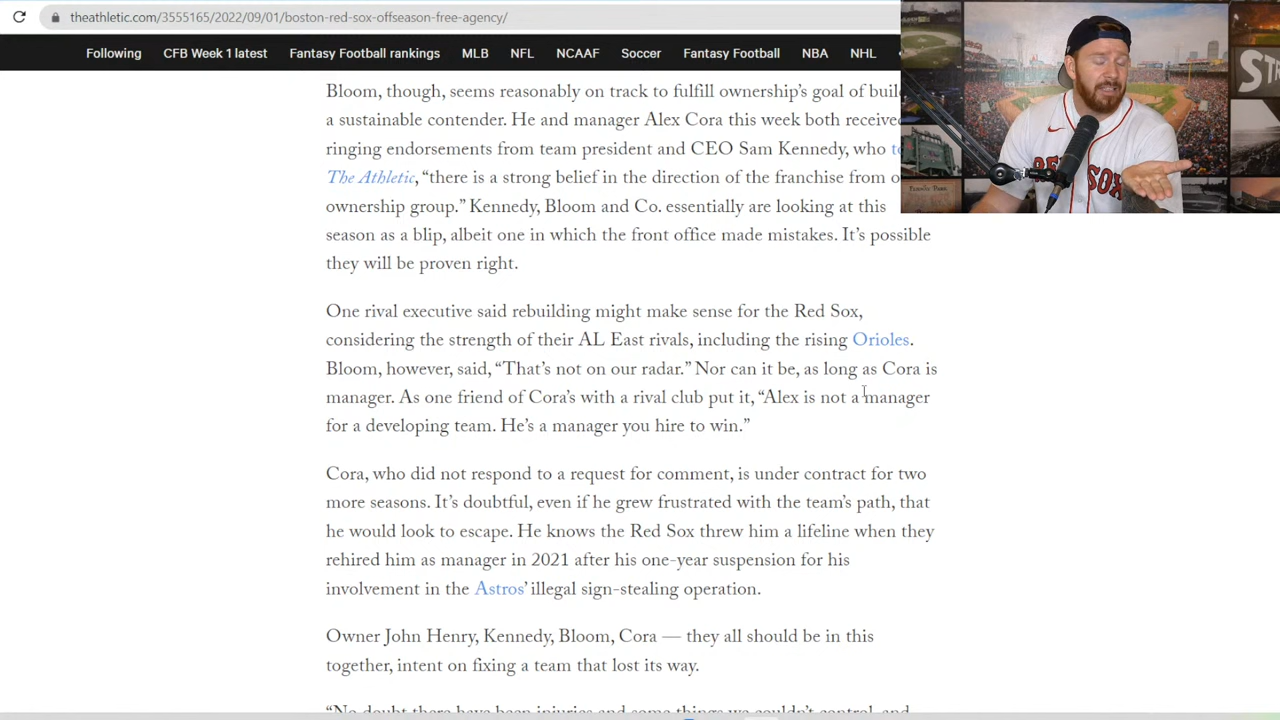 theathletic.com/3555165/2022/09/01/boston-red-sox-offseason-free-agency/
Following CFB Week 1 latest Fantasy Football rankings MLB NFL NCAAF Soccer Fantasy Football NBA NHL
Bloom, though, seems reasonably on track to fulfill ownership's goal of
a sustainable contender. He and manager Alex Cora this week both received
ringing endorsements from team president and CEO Sam Kennedy, who
The Athletic, “there is a strong belief in the direction of the franchise from
ownership group.” Kennedy, Bloom and Co. essentially are looking at this
season as a blip, albeit one in which the front office made mistakes. It's possible
they will be proven right.
One rival executive said rebuilding might make sense for the Red Sox,
considering the strength of their AL East rivals, including the rising Orioles.
Bloom, however, said, “That's not on our radar.” Nor can it be, as long as Cora is
manager. As one friend of Cora's with a rival club put it, “Alex is not a manager
for a developing team. He's a manager you hire to win.”
Cora, who did not respond to a request for comment, is under contract for two
more seasons. It's doubtful, even if he grew frustrated with the team's path, that
he would look to escape. He knows the Red Sox threw him a lifeline when they
rehired him as manager in 2021 after his one-year suspension for his
involvement in the Astros' illegal sign-stealing operation.
Owner John Henry, Kennedy, Bloom, Cora — they all should be in this
together, intent on fixing a team that lost its way.
“No doubt there have been injuries and some things we couldn't control, and
RED SOX